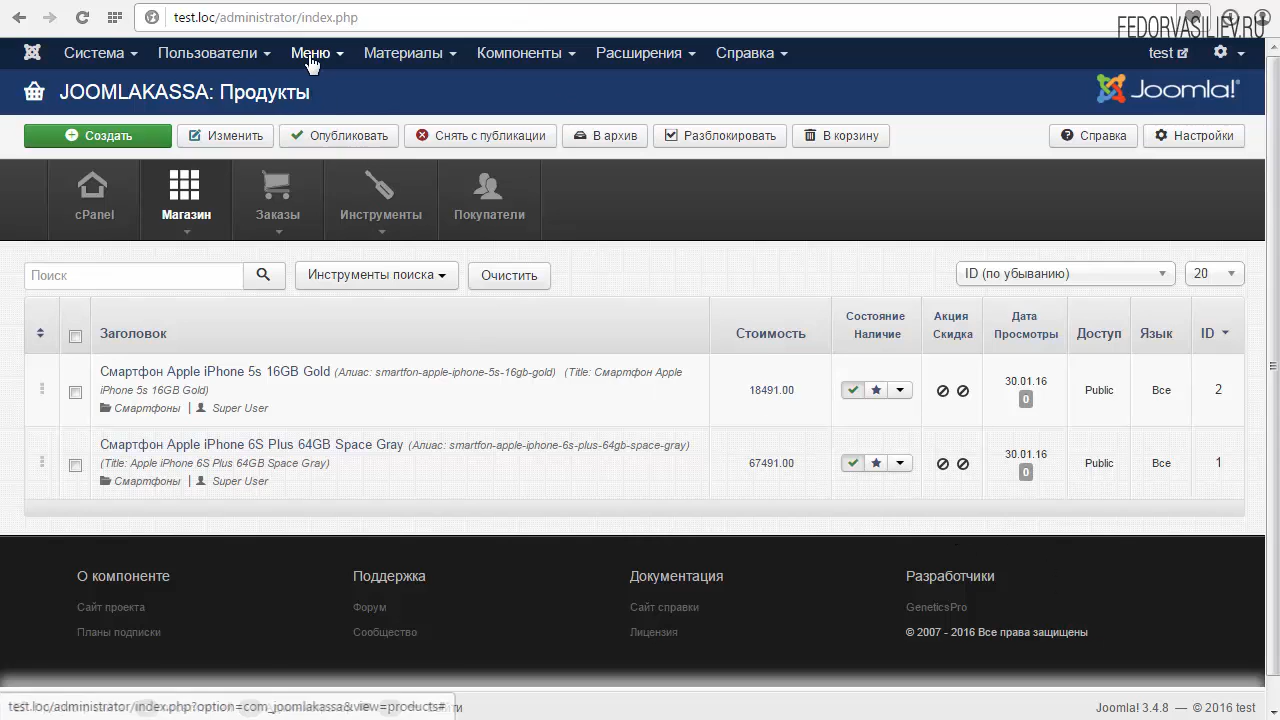 test.loc/administrator/index.php
FEDORVASILIEV.RU
Система Пользователи Меню Материалы Компоненты Расширения Справка test
JOOMLAKASSA: Продукты
Joomla!
Создать Изменить Опубликовать Снять с публикации В архив Разблокировать В корзину Справка Настройки
cPanel Магазин Заказы Инструменты Покупатели
Поиск Инструменты поиска Очистить ID (по убыванию) 20
Заголовок Стоимость Состояние Наличие Акция Скидка Дата Просмотры Доступ Язык ID
Смартфон Apple iPhone 5s 16GB Gold (Алиас: smartfon-apple-iphone-5s-16gb-gold) (Title: Смартфон Apple
iPhone 5s 16GB Gold)
Смартфоны | Super User
18491.00 30.01.16 0 Public Все 2
Смартфон Apple iPhone 6S Plus 64GB Space Gray (Алиас: smartfon-apple-iphone-6s-plus-64gb-space-gray)
(Title: Apple iPhone 6S Plus 64GB Space Gray)
Смартфоны | Super User
67491.00 30.01.16 0 Public Все 1
О компоненте Поддержка Документация Разработчики
Сайт проекта Форум Сайт справки GeneticsPro
Планы подписки Сообщество Лицензия © 2007 - 2016 Все права защищены
test.loc/administrator/index.php?option=com_joomlakassa&view=products#
Joomla! 3.4.8 — © 2016 test